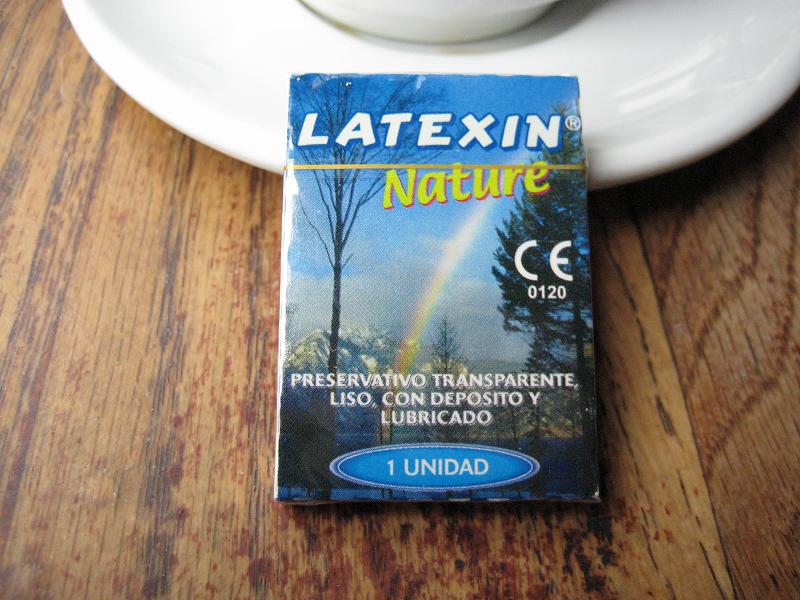 LATEXIN®
Nature
CE
0120
PRESERVATIVO TRANSPARENTE,
LISO, CON DEPOSITO Y
LUBRICADO
1 UNIDAD